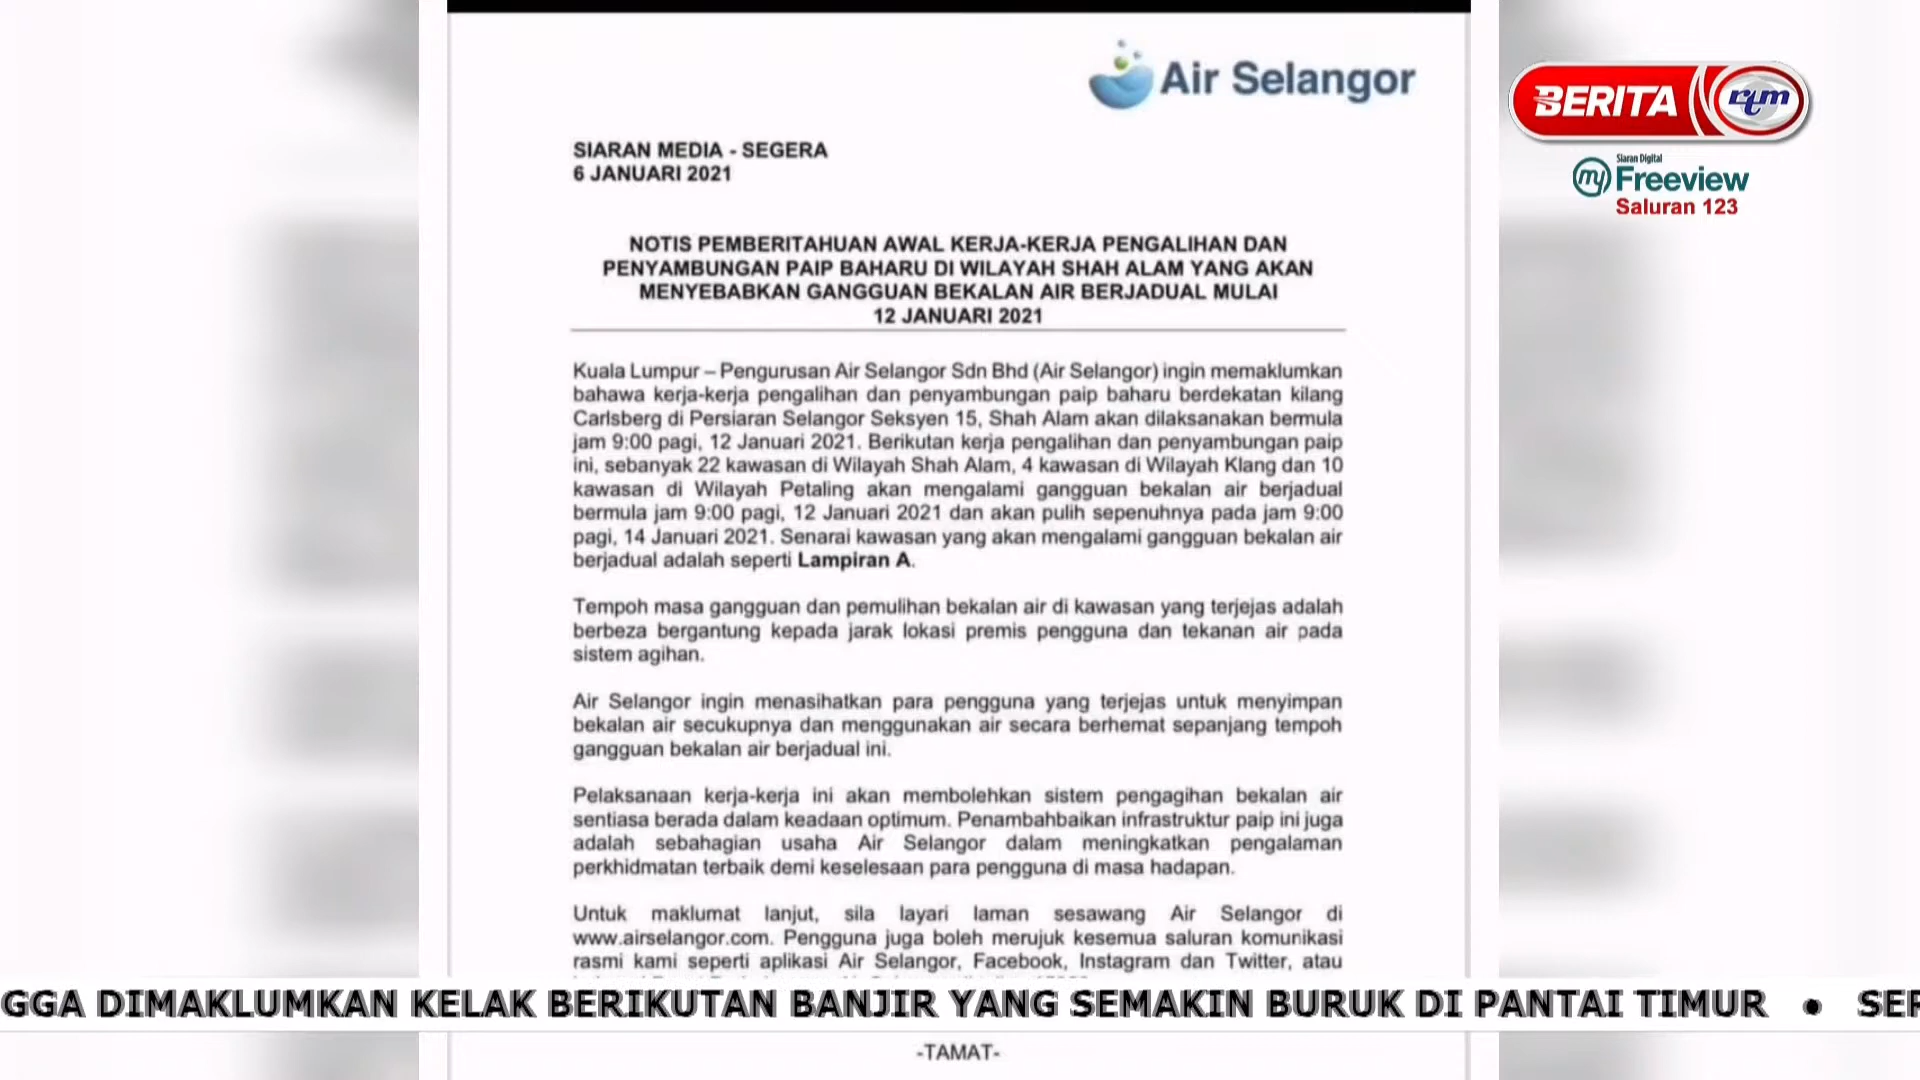 Air Selangor
BERITA rtm
Siaran Digital
my Freeview
Saluran 123
SIARAN MEDIA - SEGERA
6 JANUARI 2021
NOTIS PEMBERITAHUAN AWAL KERJA-KERJA PENGALIHAN DAN
PENYAMBUNGAN PAIP BAHARU DI WILAYAH SHAH ALAM YANG AKAN
MENYEBABKAN GANGGUAN BEKALAN AIR BERJADUAL MULAI
12 JANUARI 2021
Kuala Lumpur – Pengurusan Air Selangor Sdn Bhd (Air Selangor) ingin memaklumkan
bahawa kerja-kerja pengalihan dan penyambungan paip baharu berdekatan kilang
Carlsberg di Persiaran Selangor Seksyen 15, Shah Alam akan dilaksanakan bermula
jam 9:00 pagi, 12 Januari 2021. Berikutan kerja pengalihan dan penyambungan paip
ini, sebanyak 22 kawasan di Wilayah Shah Alam, 4 kawasan di Wilayah Klang dan 10
kawasan di Wilayah Petaling akan mengalami gangguan bekalan air berjadual
bermula jam 9:00 pagi, 12 Januari 2021 dan akan pulih sepenuhnya pada jam 9:00
pagi, 14 Januari 2021. Senarai kawasan yang akan mengalami gangguan bekalan air
berjadual adalah seperti Lampiran A.
Tempoh masa gangguan dan pemulihan bekalan air di kawasan yang terjejas adalah
berbeza bergantung kepada jarak lokasi premis pengguna dan tekanan air pada
sistem agihan.
Air Selangor ingin menasihatkan para pengguna yang terjejas untuk menyimpan
bekalan air secukupnya dan menggunakan air secara berhemat sepanjang tempoh
gangguan bekalan air berjadual ini.
Pelaksanaan kerja-kerja ini akan membolehkan sistem pengagihan bekalan air
sentiasa berada dalam keadaan optimum. Penambahbaikan infrastruktur paip ini juga
adalah sebahagian usaha Air Selangor dalam meningkatkan pengalaman
perkhidmatan terbaik demi keselesaan para pengguna di masa hadapan.
Untuk maklumat lanjut, sila layari laman sesawang Air Selangor di
www.airselangor.com. Pengguna juga boleh merujuk kesemua saluran komunikasi
rasmi kami seperti aplikasi Air Selangor, Facebook, Instagram dan Twitter, atau
GGA DIMAKLUMKAN KELAK BERIKUTAN BANJIR YANG SEMAKIN BURUK DI PANTAI TIMUR • SER
-TAMAT-